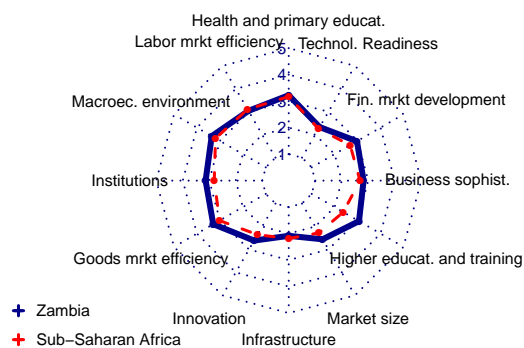 Health and primary educat.
Labor mrkt efficiency
5
Technol. Readiness
4
Macroec. environment
3
Fin. mrkt development
2
1
Institutions
Business sophist.
Goods mrkt efficiency
Higher educat. and training
Innovation
Market size
Infrastructure
Zambia
Sub−Saharan Africa